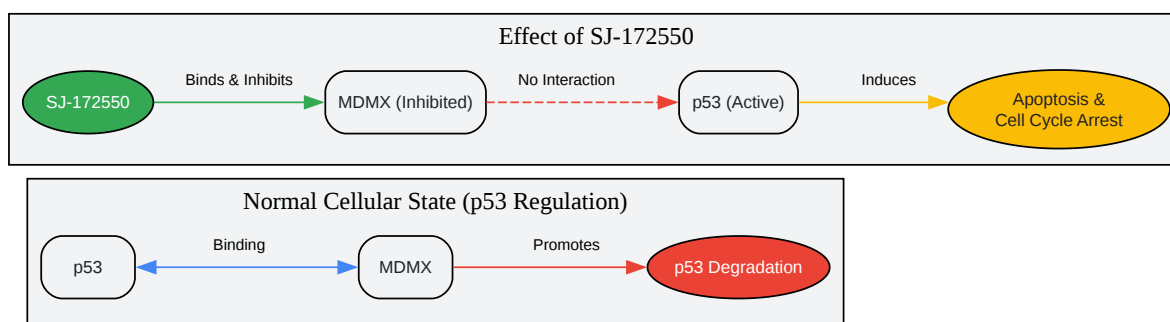 Effect of SJ-172550
SJ-172550
Binds & Inhibits
MDMX (Inhibited)
No Interaction
p53 (Active)
Induces
Apoptosis &
Cell Cycle Arrest
Normal Cellular State (p53 Regulation)
p53
Binding
MDMX
Promotes
p53 Degradation